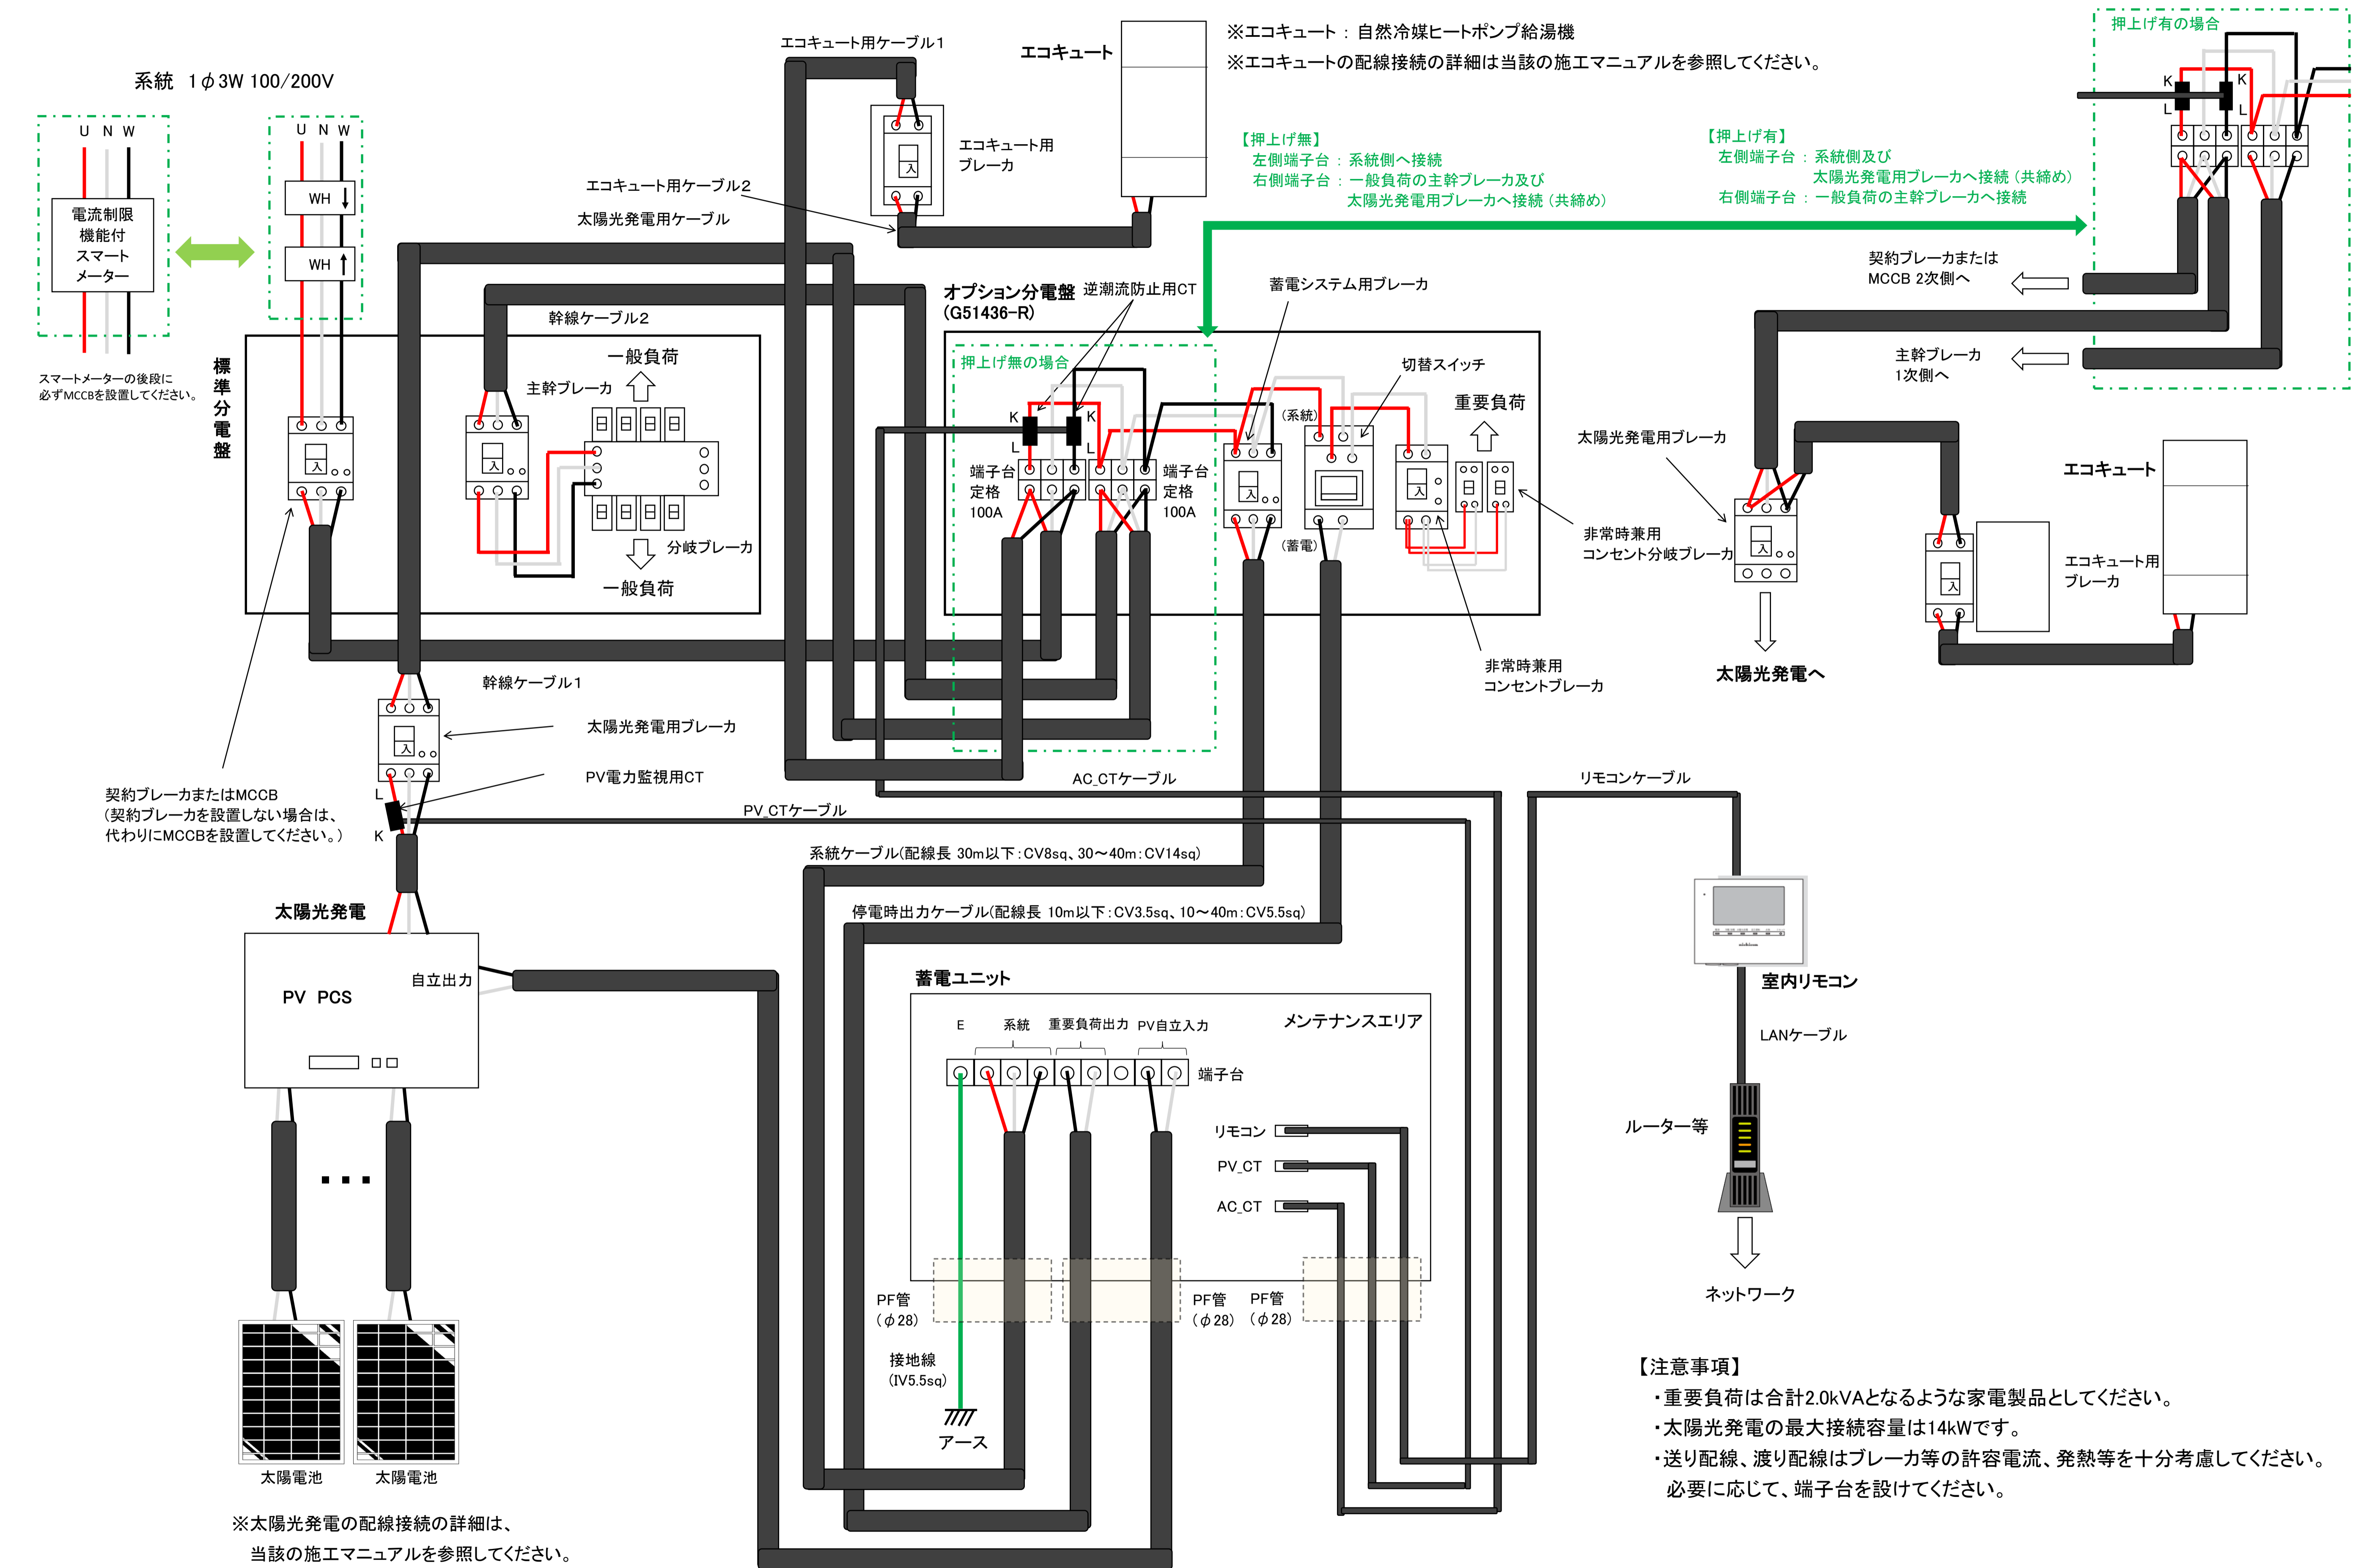 系統 1φ3W 100/200V
U N W
電流制限
機能付
スマート
メーター
スマートメーターの後段に
必ずMCCBを設置してください。
U N W
WH ↓
WH ↑
標準分電盤
入
契約ブレーカまたはMCCB
(契約ブレーカを設置しない場合は、
代わりにMCCBを設置してください。)
幹線ケーブル2
主幹ブレーカ
入
一般負荷
分岐ブレーカ
一般負荷
幹線ケーブル1
太陽光発電用ブレーカ
入
PV電力監視用CT
L
K
PV_CTケーブル
太陽光発電
PV PCS
自立出力
太陽電池
太陽電池
※太陽光発電の配線接続の詳細は、
当該の施工マニュアルを参照してください。
エコキュート用ケーブル1
エコキュート用ケーブル2
太陽光発電用ケーブル
エコキュート用
ブレーカ
入
エコキュート
※エコキュート : 自然冷媒ヒートポンプ給湯機
※エコキュートの配線接続の詳細は当該の施工マニュアルを参照してください。
【押上げ無】
左側端子台 : 系統側へ接続
右側端子台 : 一般負荷の主幹ブレーカ及び
太陽光発電用ブレーカへ接続 (共締め)
【押上げ有】
左側端子台 : 系統側及び
太陽光発電用ブレーカへ接続 (共締め)
右側端子台 : 一般負荷の主幹ブレーカへ接続
オプション分電盤
(G51436-R)
逆潮流防止用CT
蓄電システム用ブレーカ
押上げ無の場合
K
K
L
L
端子台
定格
100A
端子台
定格
100A
入
(系統)
切替スイッチ
(蓄電)
入
重要負荷
非常時兼用
コンセント分岐ブレーカ
非常時兼用
コンセントブレーカ
AC_CTケーブル
リモコンケーブル
系統ケーブル(配線長 30m以下:CV8sq、30~40m:CV14sq)
停電時出力ケーブル(配線長 10m以下:CV3.5sq、10~40m:CV5.5sq)
蓄電ユニット
メンテナンスエリア
E
系統
重要負荷出力
PV自立入力
端子台
リモコン
PV_CT
AC_CT
PF管
(φ28)
PF管
(φ28)
PF管
(φ28)
接地線
(IV5.5sq)
アース
押上げ有の場合
K
K
L
L
契約ブレーカまたは
MCCB 2次側へ
主幹ブレーカ
1次側へ
太陽光発電用ブレーカ
入
太陽光発電へ
エコキュート
入
エコキュート用
ブレーカ
室内リモコン
LANケーブル
ルーター等
ネットワーク
【注意事項】
・重要負荷は合計2.0kVAとなるような家電製品としてください。
・太陽光発電の最大接続容量は14kWです。
・送り配線、渡り配線はブレーカ等の許容電流、発熱等を十分考慮してください。
必要に応じて、端子台を設けてください。